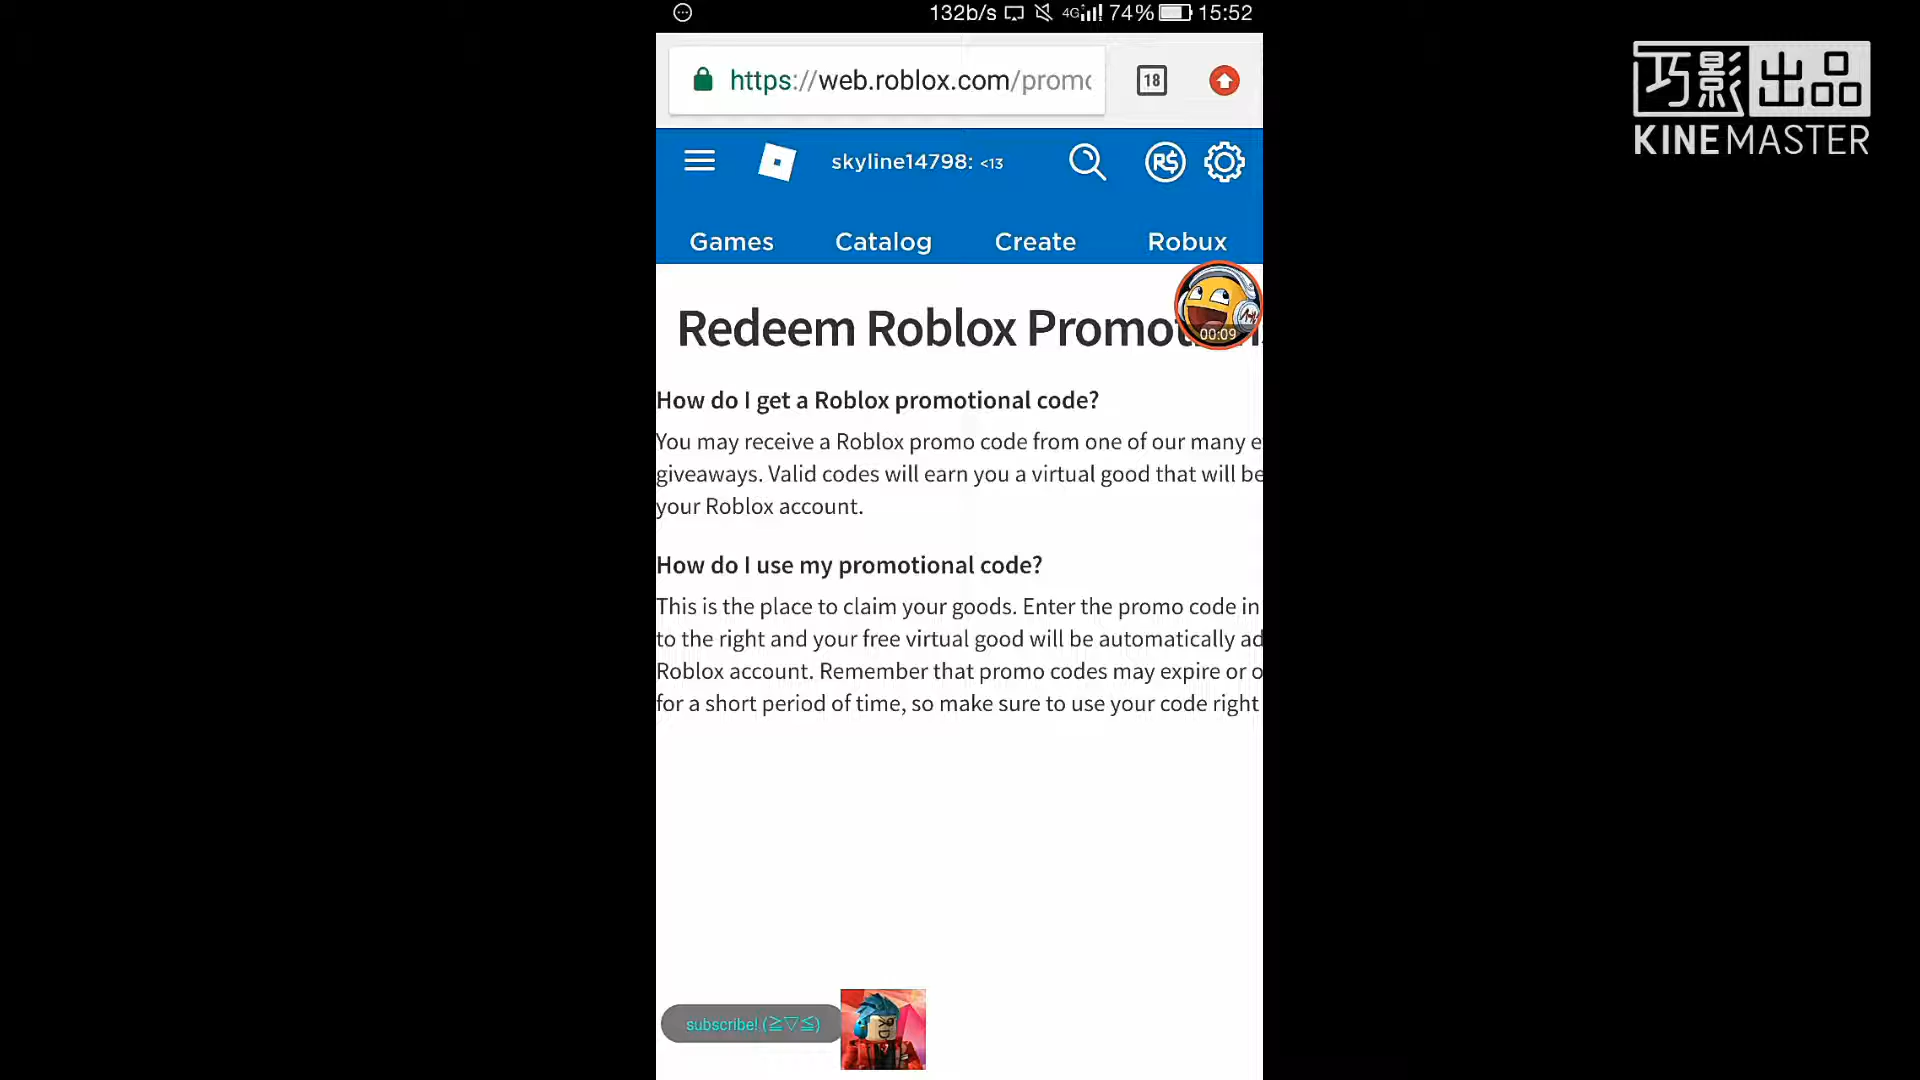 132b/s 4G 74% 15:52
https://web.roblox.com/promo
18
巧影出品
KINEMASTER
skyline14798: <13
R$
Games Catalog Create Robux
00:09
Redeem Roblox Promot
How do I get a Roblox promotional code?
You may receive a Roblox promo code from one of our many e
giveaways. Valid codes will earn you a virtual good that will be
your Roblox account.
How do I use my promotional code?
This is the place to claim your goods. Enter the promo code in
to the right and your free virtual good will be automatically ad
Roblox account. Remember that promo codes may expire or o
for a short period of time, so make sure to use your code right
subscribe! (≧▽≦)